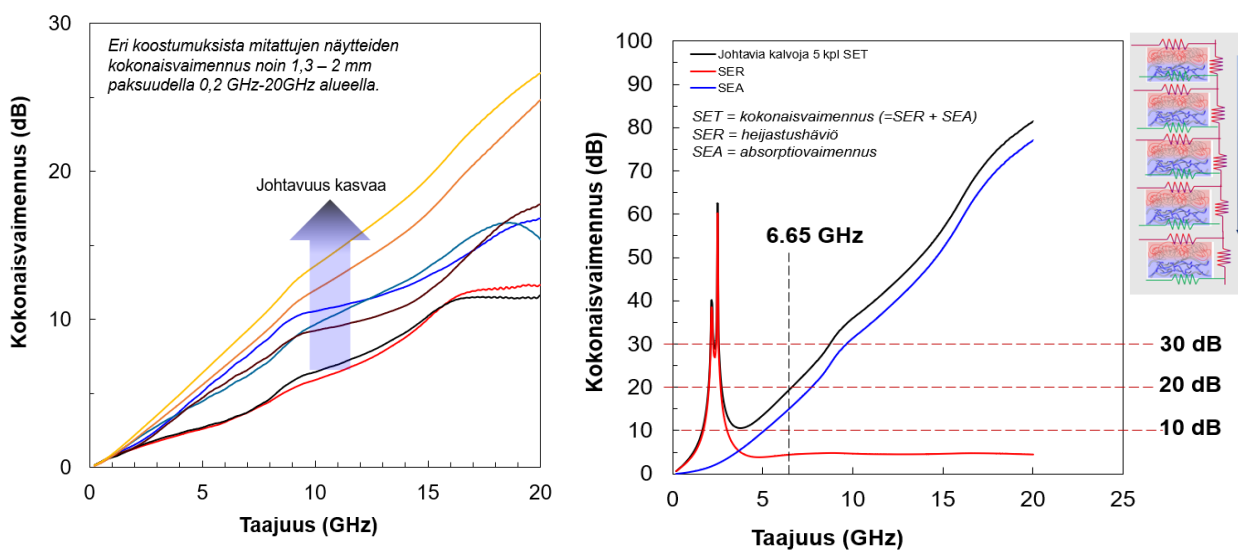 Eri koostumuksista mitattujen näytteiden
kokonaisvaimennus noin 1,3 – 2 mm
paksuudella 0,2 GHz-20GHz alueella.
Johtavuus kasvaa
Kokonaisvaimennus (dB)
30
20
10
0
0 5 10 15 20
Taajuus (GHz)
Johtavia kalvoja 5 kpl SET
SER
SEA
SET = kokonaisvaimennus (=SER + SEA)
SER = heijastushäviö
SEA = absorptiovaimennus
6.65 GHz
30 dB
20 dB
10 dB
Kokonaisvaimennus (dB)
100
90
80
70
60
50
40
30
20
10
0
0 5 10 15 20 25
Taajuus (GHz)